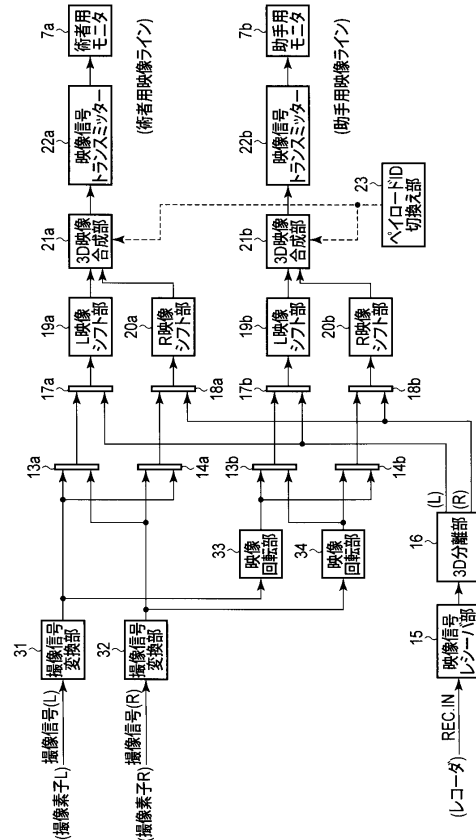 (撮像素子L)
撮像信号(L)
31
撮像信号
変換部
(撮像素子R)
撮像信号(R)
32
撮像信号
変換部
13a
14a
17a
18a
19a
L映像
シフト部
20a
R映像
シフト部
21a
3D映像
合成部
22a
映像信号
トランスミッター
7a
術者用
モニタ
(術者用映像ライン)
33
映像
回転部
34
映像
回転部
13b
14b
17b
18b
19b
L映像
シフト部
20b
R映像
シフト部
21b
3D映像
合成部
22b
映像信号
トランスミッター
7b
助手用
モニタ
(助手用映像ライン)
23
ペイロードID
切換え部
(レコーダ)
REC.IN
15
映像信号
レシーバ部
16
3D分離部
(L)
(R)